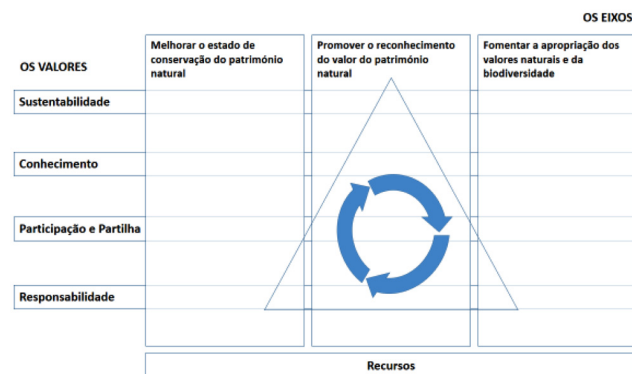 OS EIXOS
OS VALORES
Melhorar o estado de
conservação do património
natural
Promover o reconhecimento
do valor do património
natural
Fomentar a apropriação dos
valores naturais e da
biodiversidade
Sustentabilidade
Conhecimento
Participação e Partilha
Responsabilidade
Recursos